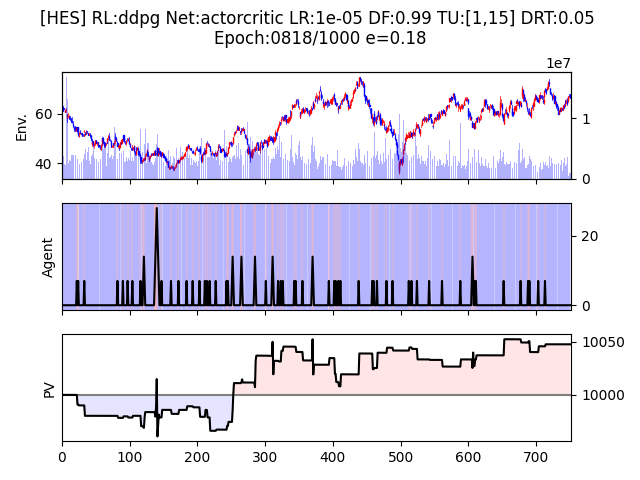 [HES] RL:ddpg Net:actorcritic LR:1e-05 DF:0.99 TU:[1,15] DRT:0.05
Epoch:0818/1000 e=0.18
1e7
Env.
60
40
1
0
Agent
20
0
PV
10050
10000
0 100 200 300 400 500 600 700